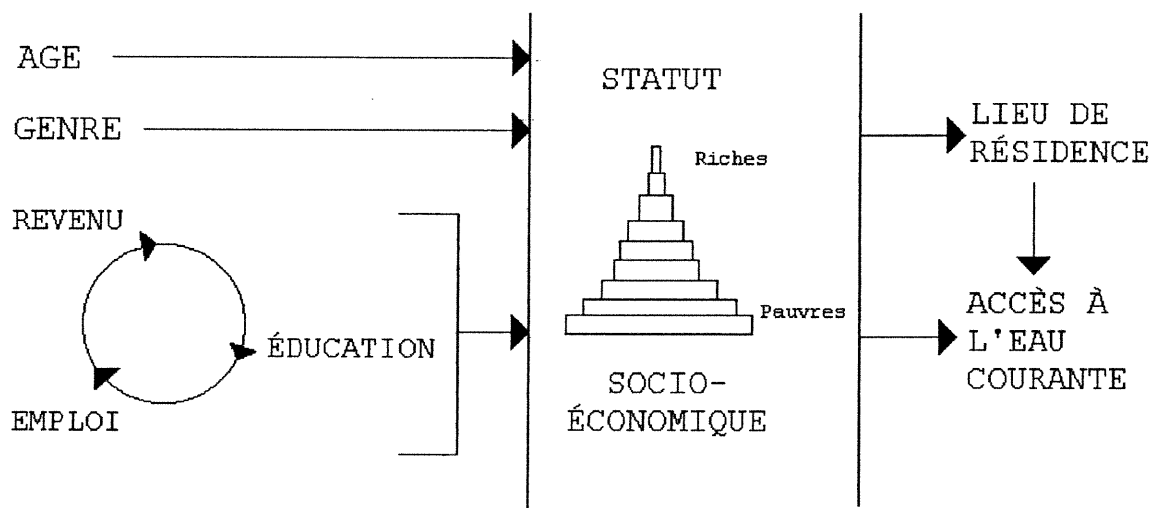 AGE
GENRE
REVENU
ÉDUCATION
EMPLOI
STATUT
Riches
Pauvres
SOCIO-
ÉCONOMIQUE
LIEU DE
RÉSIDENCE
ACCÈS À
L'EAU
COURANTE